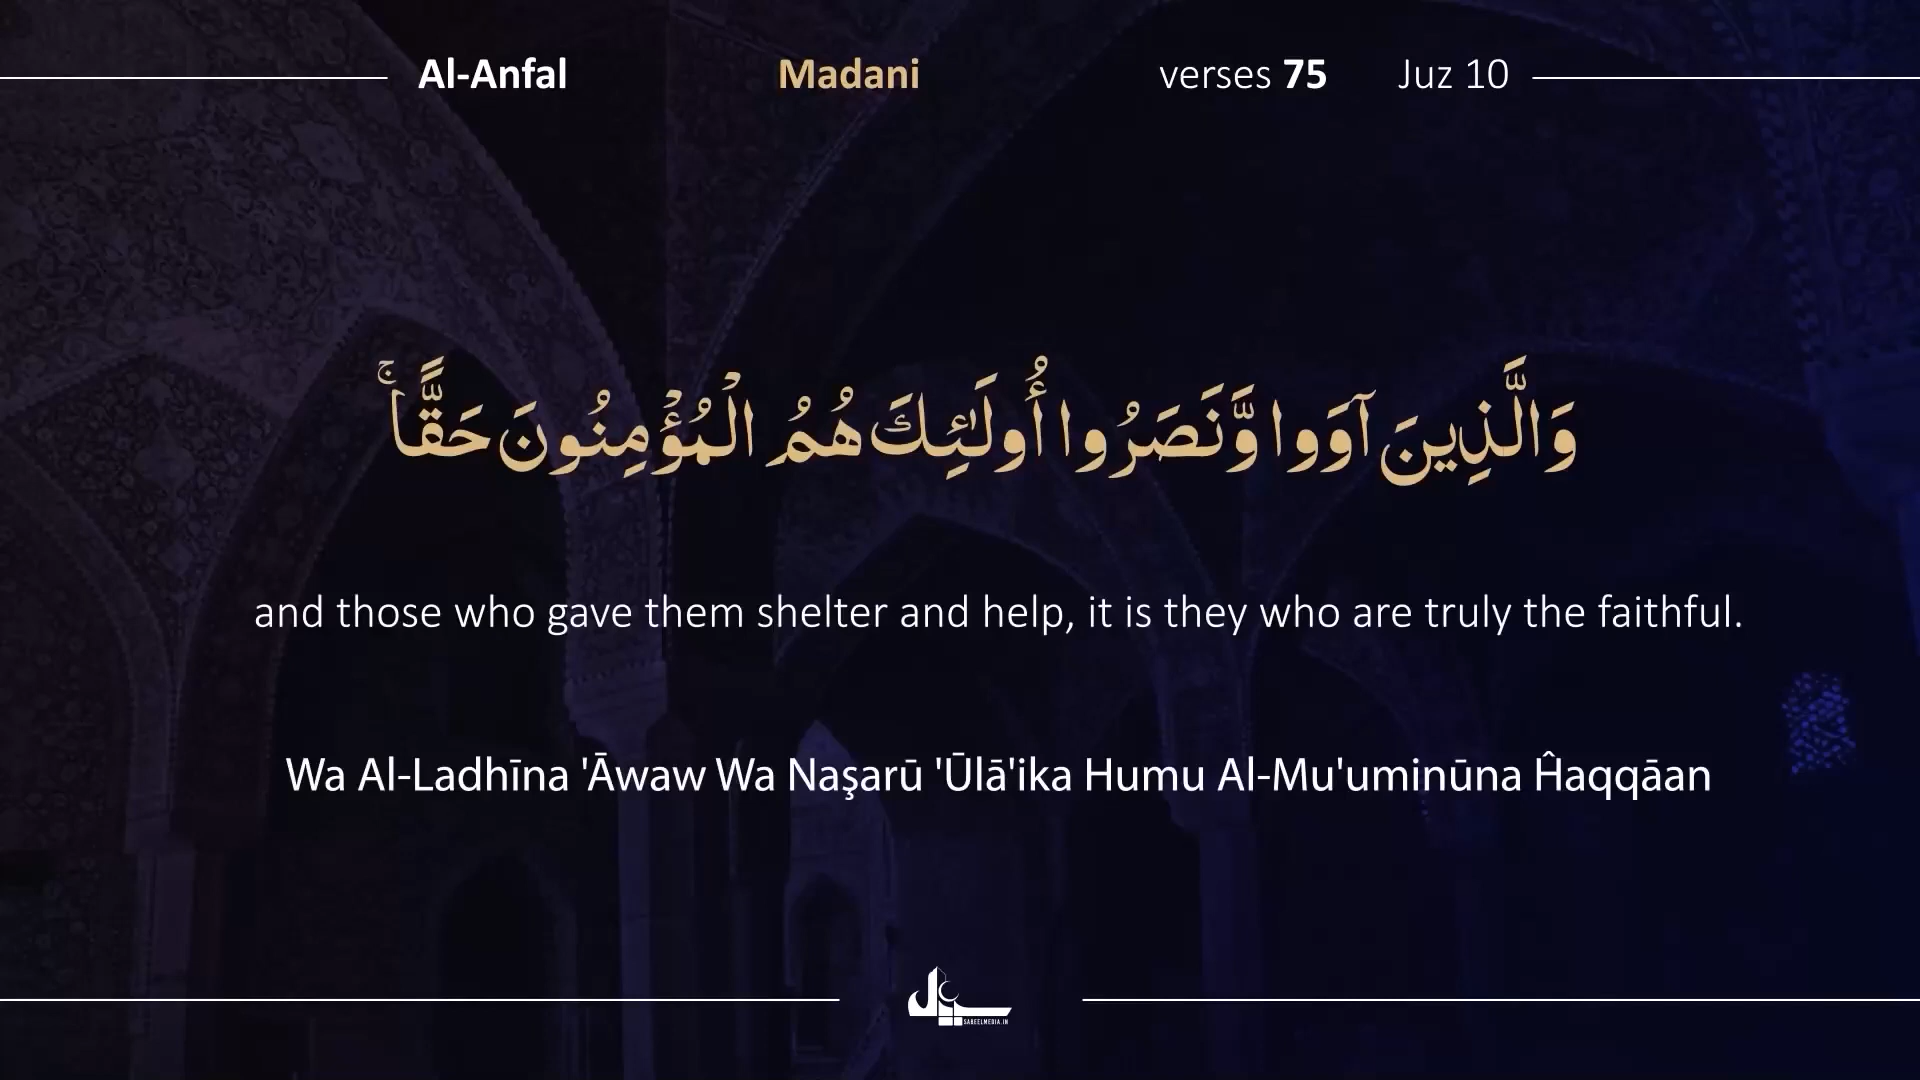 Al-Anfal Madani verses 75 Juz 10
وَالَّذِينَ آوَوا وَّنَصَرُوا أُولَٰئِكَ هُمُ الْمُؤْمِنُونَ حَقًّا ۚ
and those who gave them shelter and help, it is they who are truly the faithful.
Wa Al-Ladhīna 'Āwaw Wa Naşarū 'Ūlā'ika Humu Al-Mu'uminūna Ĥaqqāan
SABEELMEDIA.IN